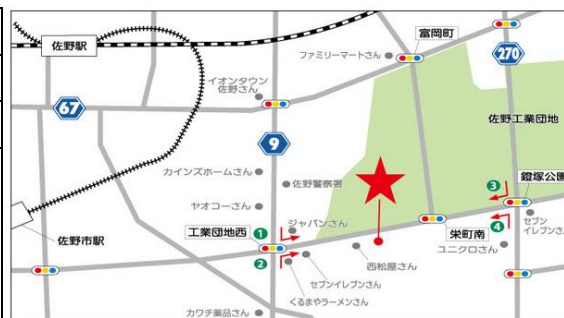 佐野駅
富岡町
ファミリーマートさん
270
イオンタウン
佐野さん
67
佐野工業団地
9
カインズホームさん
佐野警察署
3
鐙塚公園
ヤオコーさん
ジャパンさん
セブン
イレブンさん
佐野市駅
工業団地西
1
栄町南
4
ユニクロさん
2
西松屋さん
セブンイレブンさん
くるまやラーメンさん
カワチ薬品さん